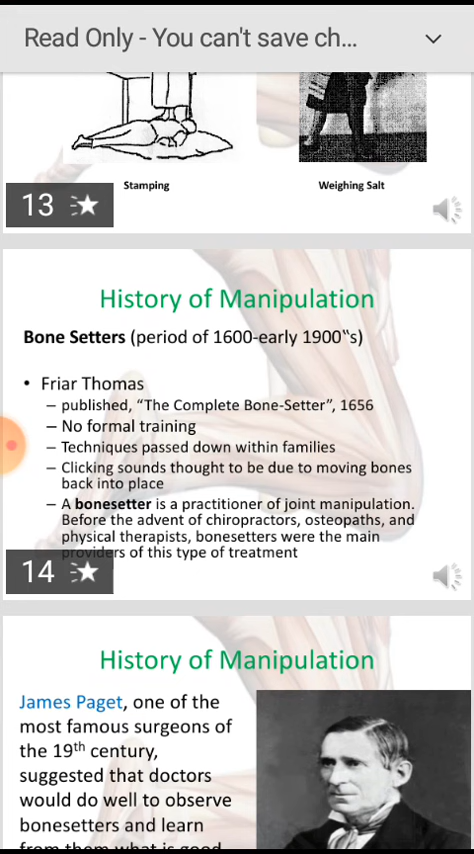 Read Only - You can't save ch...
Stamping
Weighing Salt
13
History of Manipulation
Bone Setters (period of 1600-early 1900‟s)
• Friar Thomas
– published, “The Complete Bone-Setter”, 1656
– No formal training
– Techniques passed down within families
– Clicking sounds thought to be due to moving bones
back into place
– A bonesetter is a practitioner of joint manipulation.
Before the advent of chiropractors, osteopaths, and
physical therapists, bonesetters were the main
providers of this type of treatment
14
History of Manipulation
James Paget, one of the
most famous surgeons of
the 19th century,
suggested that doctors
would do well to observe
bonesetters and learn
from them what is good